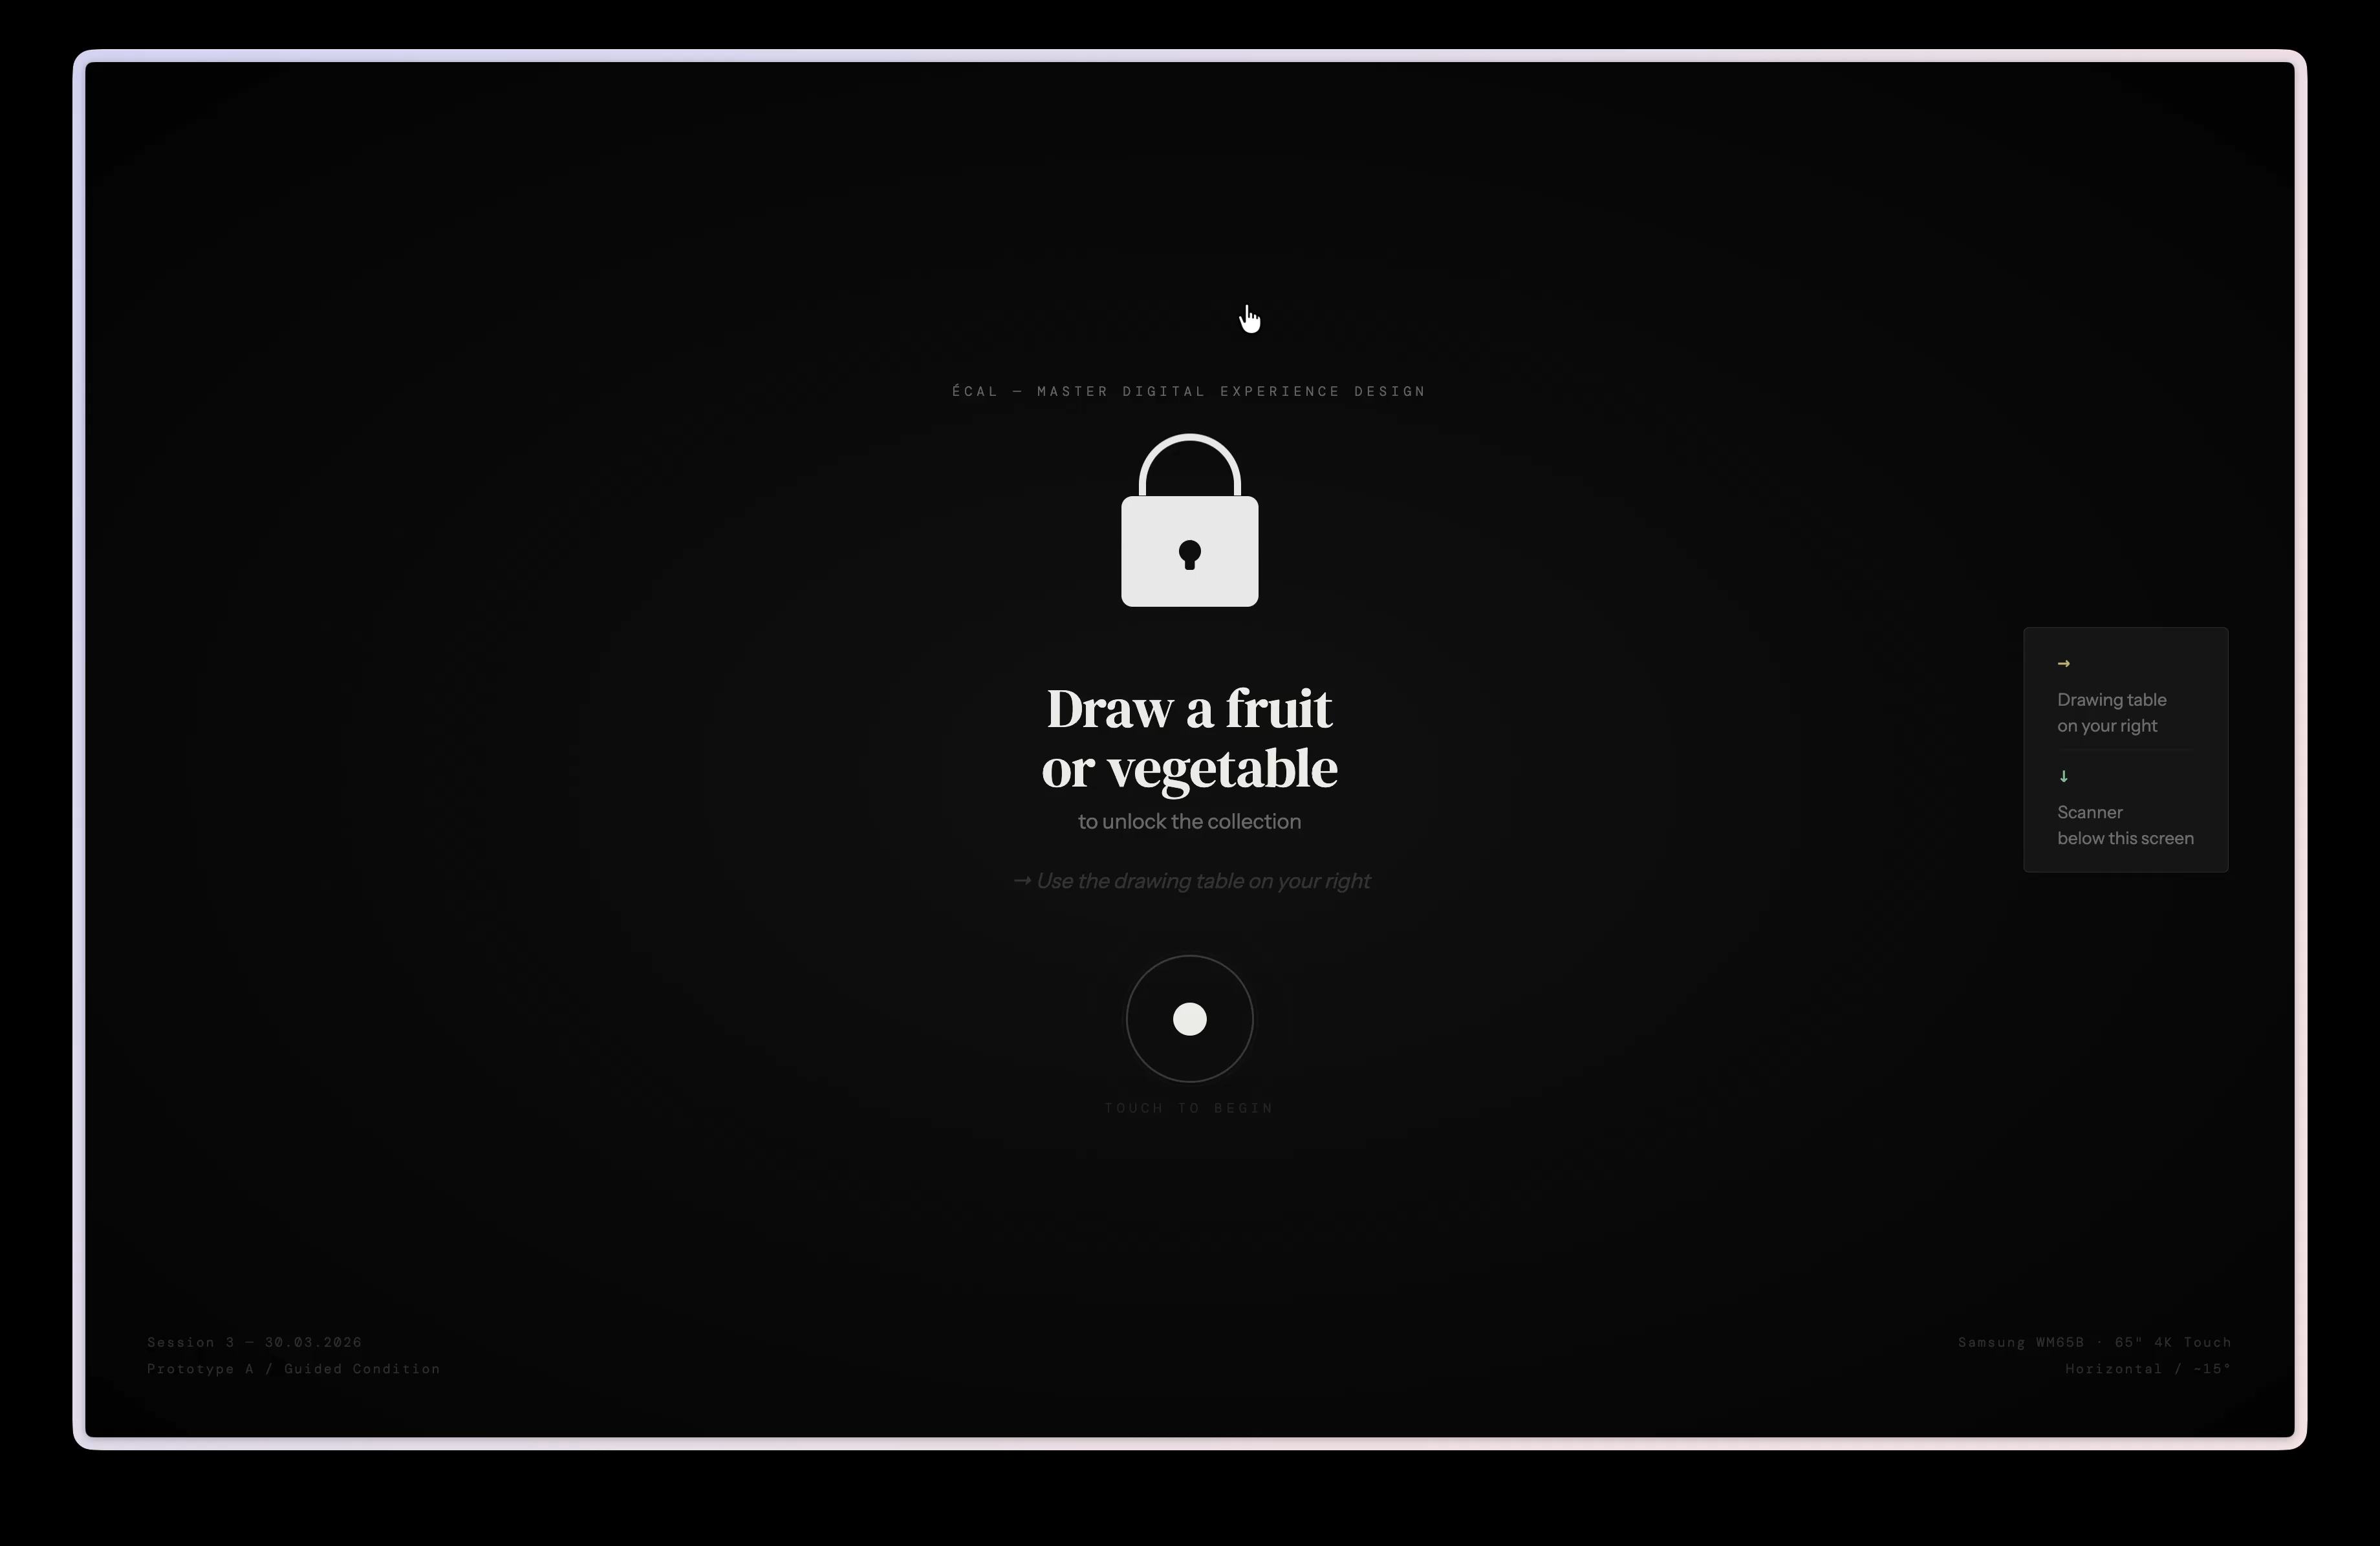 ÉCAL — MASTER DIGITAL EXPERIENCE DESIGN
Draw a fruit
or vegetable
to unlock the collection
→ Use the drawing table on your right
TOUCH TO BEGIN
→
Drawing table
on your right
↓
Scanner
below this screen
Session 3 — 30.03.2026
Prototype A / Guided Condition
Samsung WM65B · 65" 4K Touch
Horizontal / ~15°